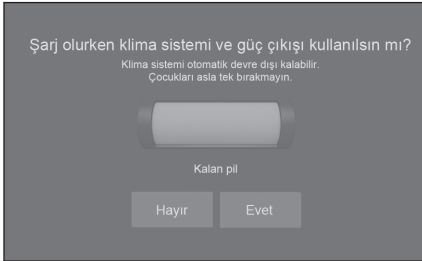 Şarj olurken klima sistemi ve güç çıkışı kullanılsın mı?
Klima sistemi otomatik devre dışı kalabilir.
Çocukları asla tek bırakmayın.
Kalan pil
Hayır
Evet